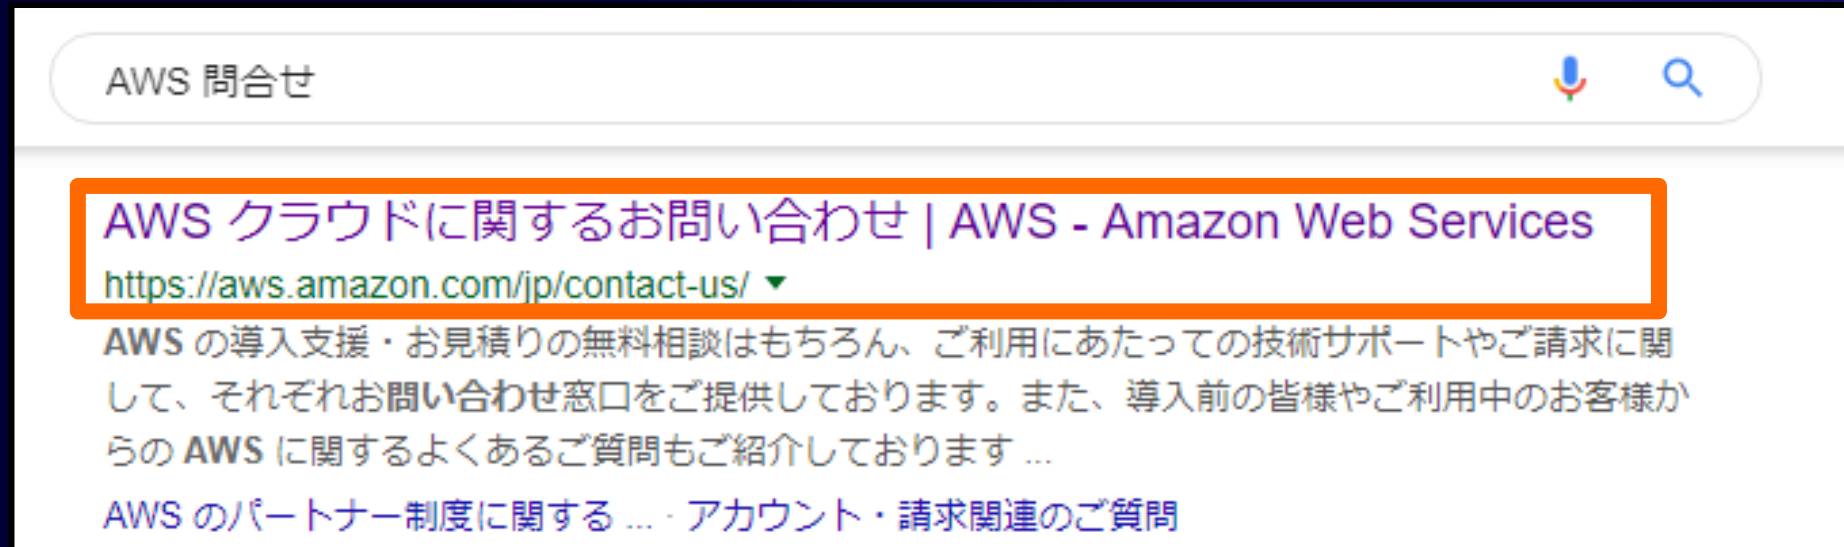 AWS 問合せ
AWS クラウドに関するお問い合わせ | AWS - Amazon Web Services
https://aws.amazon.com/jp/contact-us/
AWS の導入支援・お見積りの無料相談はもちろん、ご利用にあたっての技術サポートやご請求に関
して、それぞれお問い合わせ窓口をご提供しております。また、導入前の皆様やご利用中のお客様か
らの AWS に関するよくあるご質問もご紹介しております ...
AWS のパートナー制度に関する ... · アカウント・請求関連のご質問